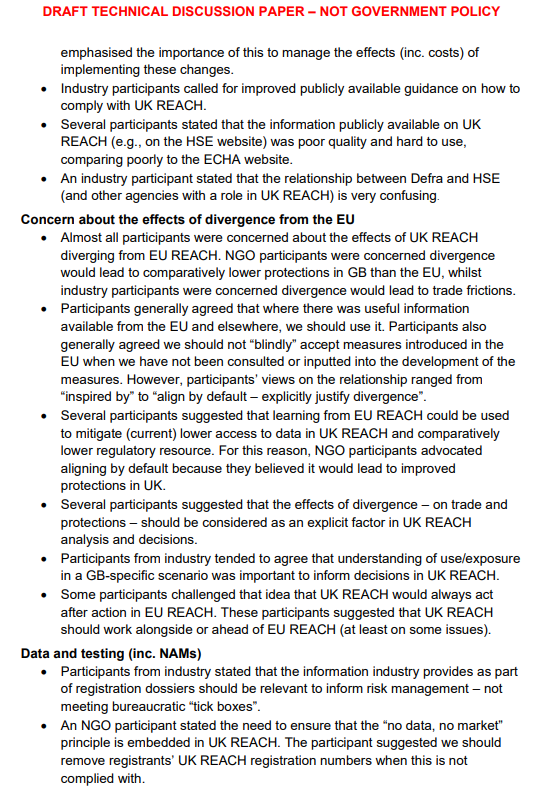 DRAFT TECHNICAL DISCUSSION PAPER – NOT GOVERNMENT POLICY
emphasised the importance of this to manage the effects (inc. costs) of
implementing these changes.
• Industry participants called for improved publicly available guidance on how to
comply with UK REACH.
• Several participants stated that the information publicly available on UK
REACH (e.g., on the HSE website) was poor quality and hard to use,
comparing poorly to the ECHA website.
• An industry participant stated that the relationship between Defra and HSE
(and other agencies with a role in UK REACH) is very confusing.
Concern about the effects of divergence from the EU
• Almost all participants were concerned about the effects of UK REACH
diverging from EU REACH. NGO participants were concerned divergence
would lead to comparatively lower protections in GB than the EU, whilst
industry participants were concerned divergence would lead to trade frictions.
• Participants generally agreed that where there was useful information
available from the EU and elsewhere, we should use it. Participants also
generally agreed we should not “blindly” accept measures introduced in the
EU when we have not been consulted or inputted into the development of the
measures. However, participants’ views on the relationship ranged from
“inspired by” to “align by default – explicitly justify divergence”.
• Several participants suggested that learning from EU REACH could be used
to mitigate (current) lower access to data in UK REACH and comparatively
lower regulatory resource. For this reason, NGO participants advocated
aligning by default because they believed it would lead to improved
protections in UK.
• Several participants suggested that the effects of divergence – on trade and
protections – should be considered as an explicit factor in UK REACH
analysis and decisions.
• Participants from industry tended to agree that understanding of use/exposure
in a GB-specific scenario was important to inform decisions in UK REACH.
• Some participants challenged that idea that UK REACH would always act
after action in EU REACH. These participants suggested that UK REACH
should work alongside or ahead of EU REACH (at least on some issues).
Data and testing (inc. NAMs)
• Participants from industry stated that the information industry provides as part
of registration dossiers should be relevant to inform risk management – not
meeting bureaucratic “tick boxes”.
• An NGO participant stated the need to ensure that the “no data, no market”
principle is embedded in UK REACH. The participant suggested we should
remove registrants’ UK REACH registration numbers when this is not
complied with.